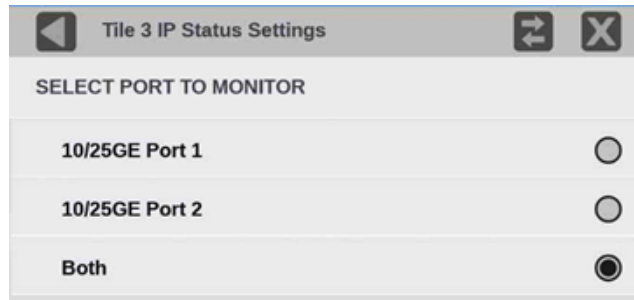 Tile 3 IP Status Settings
SELECT PORT TO MONITOR
10/25GE Port 1
10/25GE Port 2
Both